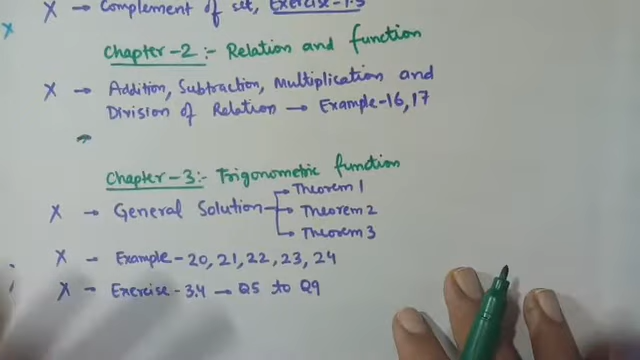 X → Complement of set, Exercise-1.5
Chapter-2:- Relation and function
X → Addition, Subtraction, Multiplication and
Division of Relation → Example-16,17
Chapter-3:- Trigonometric function
X → General Solution → Theorem 1
→ Theorem 2
→ Theorem 3
X - Example-20, 21, 22, 23, 24
X - Exercise-3.4 → Q5 to Q9